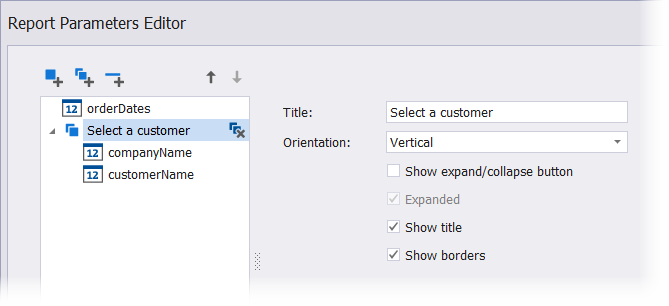 Report Parameters Editor
12 orderDates
Select a customer
12 companyName
12 customerName
Title: Select a customer
Orientation: Vertical
Show expand/collapse button
Expanded
Show title
Show borders